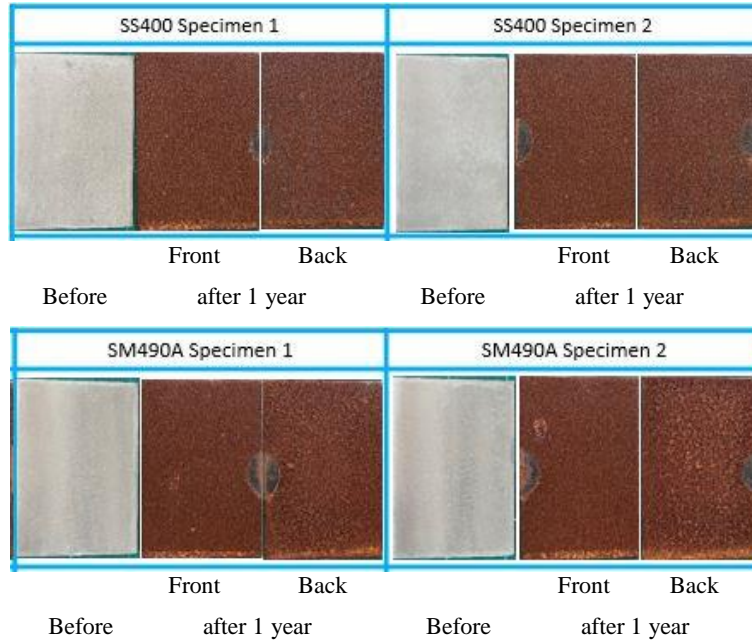 SS400 Specimen 1 SS400 Specimen 2
Front Back Front Back
Before after 1 year Before after 1 year
SM490A Specimen 1 SM490A Specimen 2
Front Back Front Back
Before after 1 year Before after 1 year